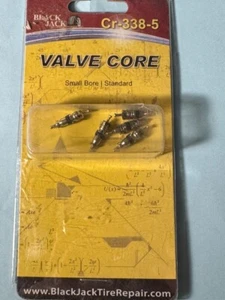 BLACK JACK
Cr-338-5
VALVE CORE
Small Bore | Standard
www.BlackJackTireRepair.com